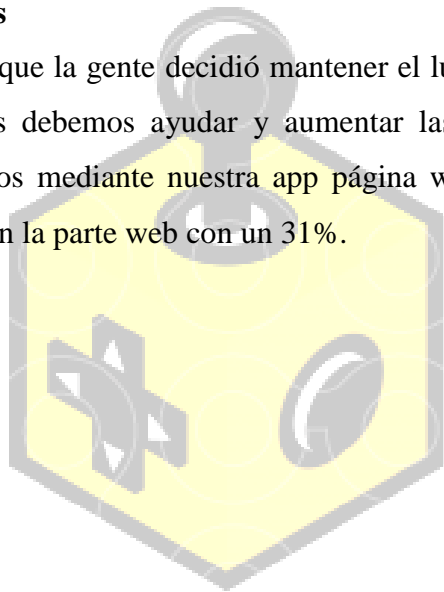 s
que la gente decidió mantener el lu
s debemos ayudar y aumentar las
os mediante nuestra app página w
n la parte web con un 31%.